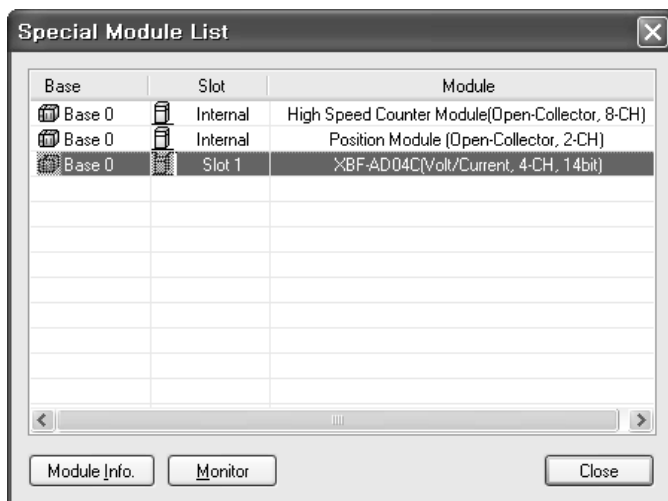 Special Module List
Base Slot Module
Base 0 Internal High Speed Counter Module(Open-Collector, 8-CH)
Base 0 Internal Position Module (Open-Collector, 2-CH)
Base 0 Slot 1 XBF-AD04C(Volt/Current, 4-CH, 14bit)
Module Info. Monitor Close